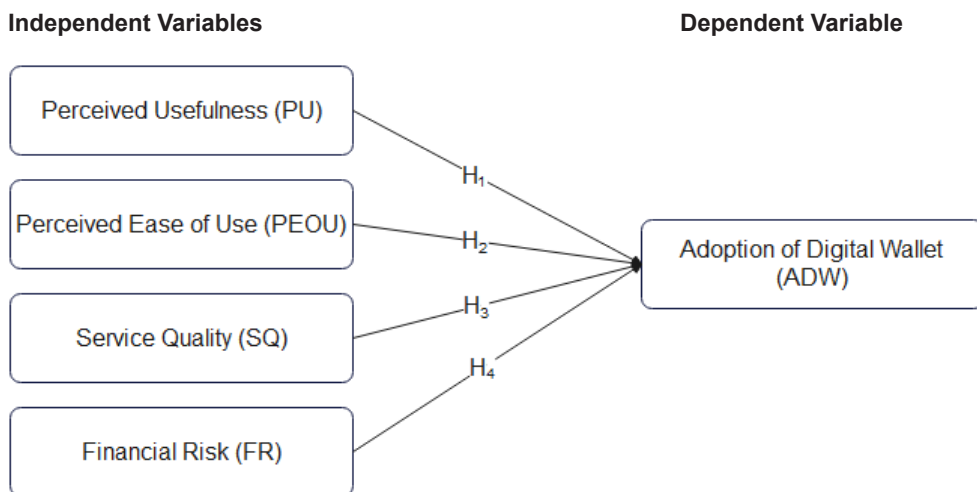 Independent Variables
Dependent Variable
Perceived Usefulness (PU)
H₁
Perceived Ease of Use (PEOU)
H₂
Adoption of Digital Wallet
(ADW)
Service Quality (SQ)
H₃
H₄
Financial Risk (FR)